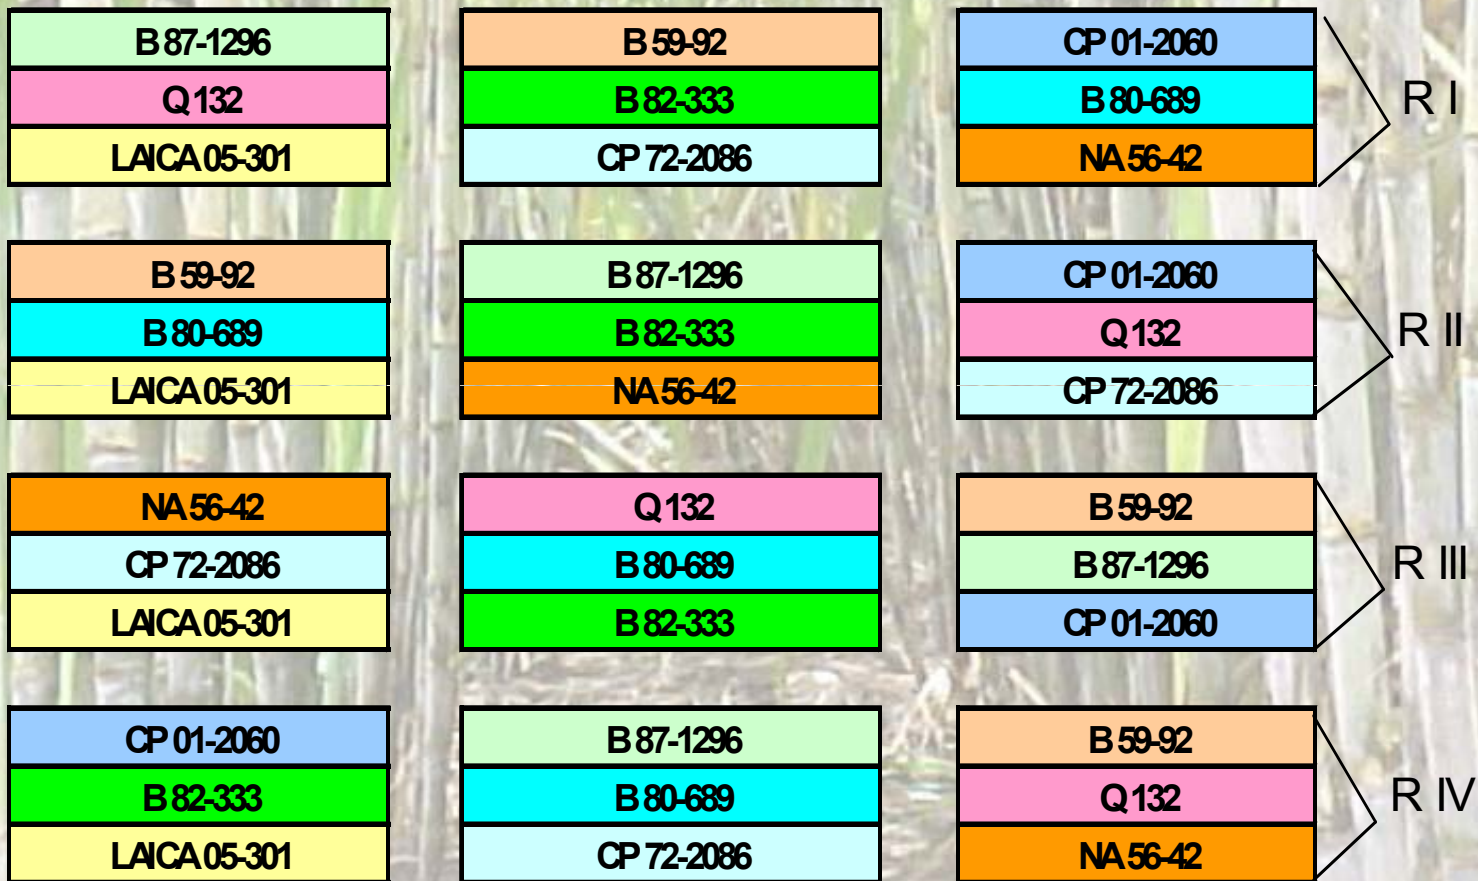 B 87-1296 B 59-92 CP 01-2060
Q 132 B 82-333 B 80-689 R I
LAICA 05-301 CP 72-2086 NA 56-42
B 59-92 B 87-1296 CP 01-2060
B 80-689 B 82-333 Q 132 R II
LAICA 05-301 NA 56-42 CP 72-2086
NA 56-42 Q 132 B 59-92
CP 72-2086 B 80-689 B 87-1296 R III
LAICA 05-301 B 82-333 CP 01-2060
CP 01-2060 B 87-1296 B 59-92
B 82-333 B 80-689 Q 132 R IV
LAICA 05-301 CP 72-2086 NA 56-42